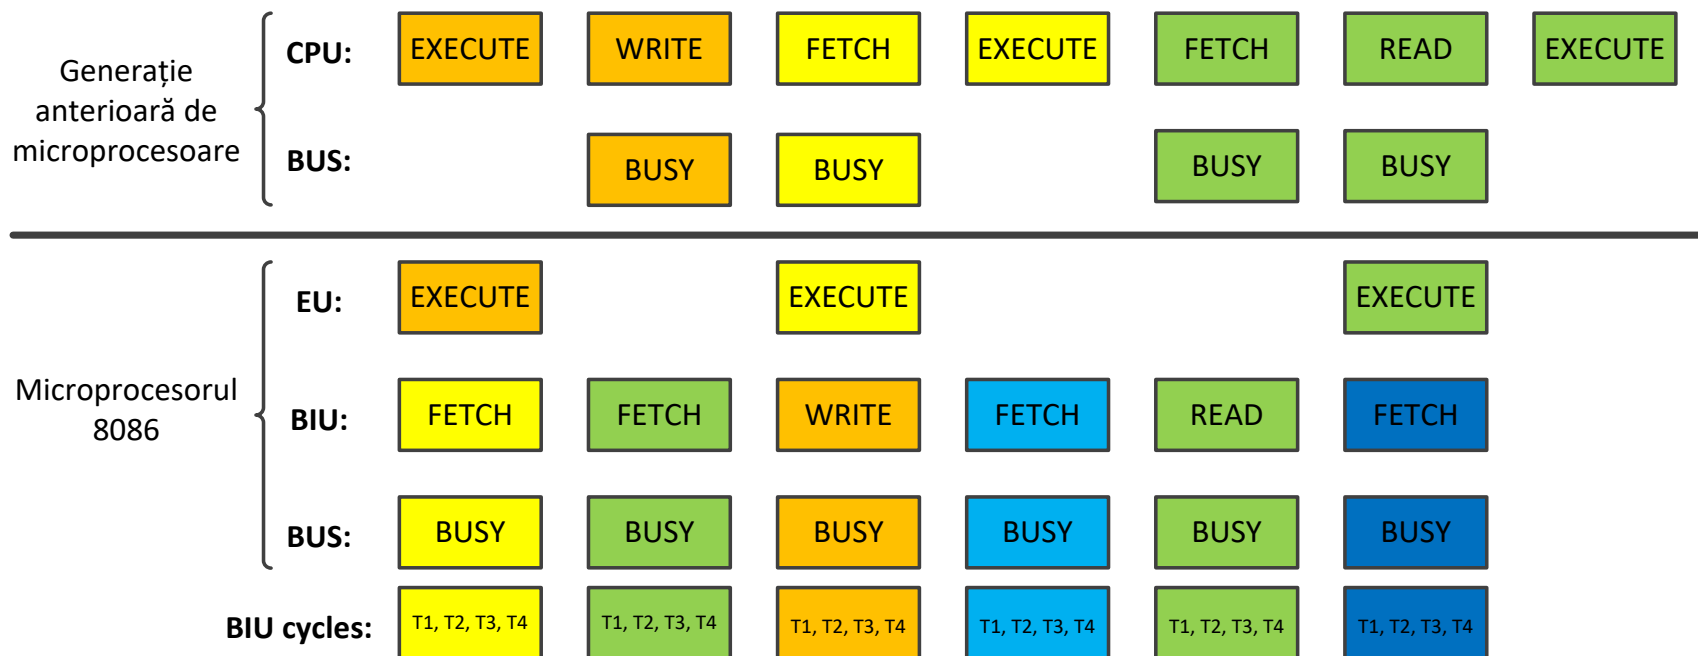 Generație
anterioară de
microprocesoare
CPU: EXECUTE WRITE FETCH EXECUTE FETCH READ EXECUTE
BUS: BUSY BUSY BUSY BUSY
Microprocesorul
8086
EU: EXECUTE EXECUTE EXECUTE
BIU: FETCH FETCH WRITE FETCH READ FETCH
BUS: BUSY BUSY BUSY BUSY BUSY BUSY
BIU cycles: T1, T2, T3, T4 T1, T2, T3, T4 T1, T2, T3, T4 T1, T2, T3, T4 T1, T2, T3, T4 T1, T2, T3, T4